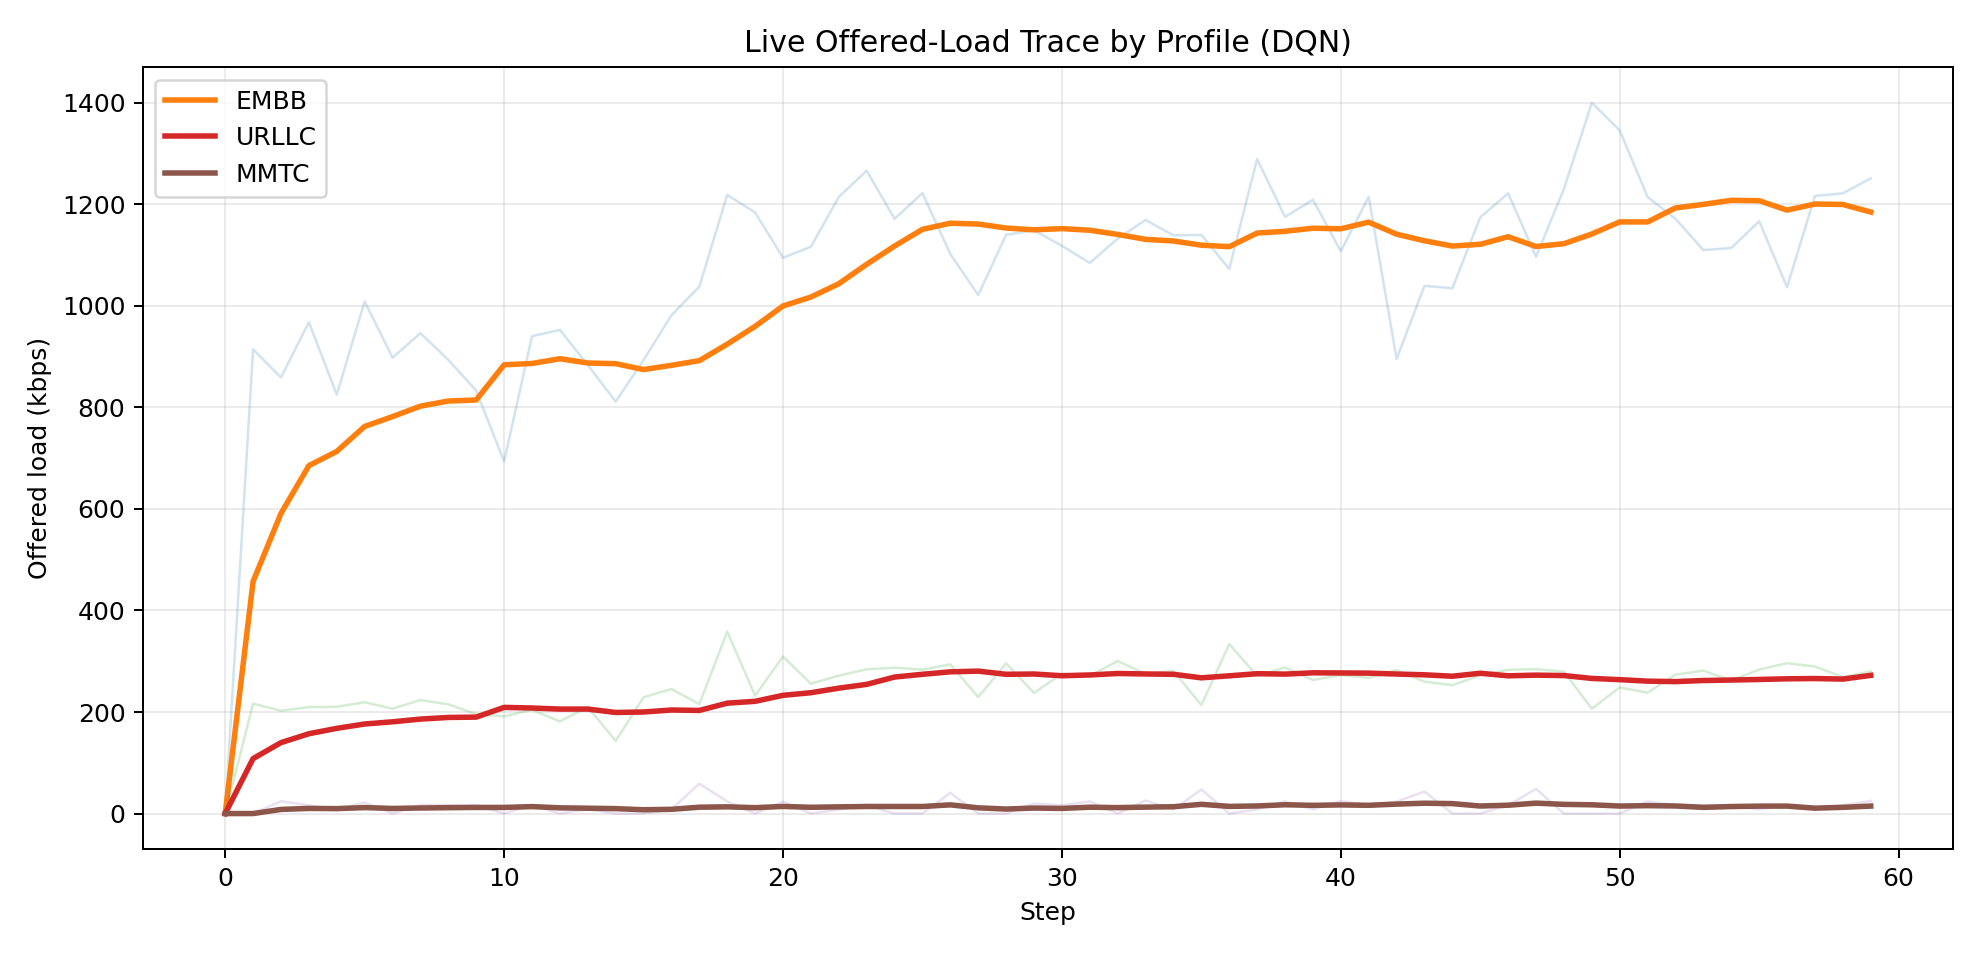 Live Offered-Load Trace by Profile (DQN)
EMBB
URLLC
MMTC
Offered load (kbps)
1400
1200
1000
800
600
400
200
0
0 10 20 30 40 50 60
Step